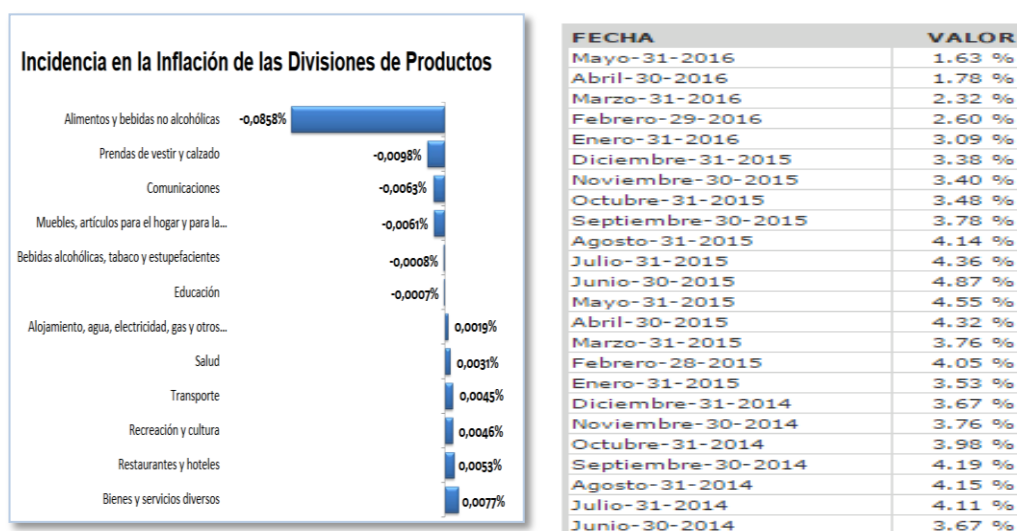 Incidencia en la Inflación de las Divisiones de Productos
Alimentos y bebidas no alcohólicas -0,0858%
Prendas de vestir y calzado -0,0098%
Comunicaciones -0,0063%
Muebles, artículos para el hogar y para la... -0,0061%
Bebidas alcohólicas, tabaco y estupefacientes -0,0008%
Educación -0,0007%
Alojamiento, agua, electricidad, gas y otros... 0,0019%
Salud 0,0031%
Transporte 0,0045%
Recreación y cultura 0,0046%
Restaurantes y hoteles 0,0053%
Bienes y servicios diversos 0,0077%
FECHA VALOR
Mayo-31-2016 1.63 %
Abril-30-2016 1.78 %
Marzo-31-2016 2.32 %
Febrero-29-2016 2.60 %
Enero-31-2016 3.09 %
Diciembre-31-2015 3.38 %
Noviembre-30-2015 3.40 %
Octubre-31-2015 3.48 %
Septiembre-30-2015 3.78 %
Agosto-31-2015 4.14 %
Julio-31-2015 4.36 %
Junio-30-2015 4.87 %
Mayo-31-2015 4.55 %
Abril-30-2015 4.32 %
Marzo-31-2015 3.76 %
Febrero-28-2015 4.05 %
Enero-31-2015 3.53 %
Diciembre-31-2014 3.67 %
Noviembre-30-2014 3.76 %
Octubre-31-2014 3.98 %
Septiembre-30-2014 4.19 %
Agosto-31-2014 4.15 %
Julio-31-2014 4.11 %
Junio-30-2014 3.67 %